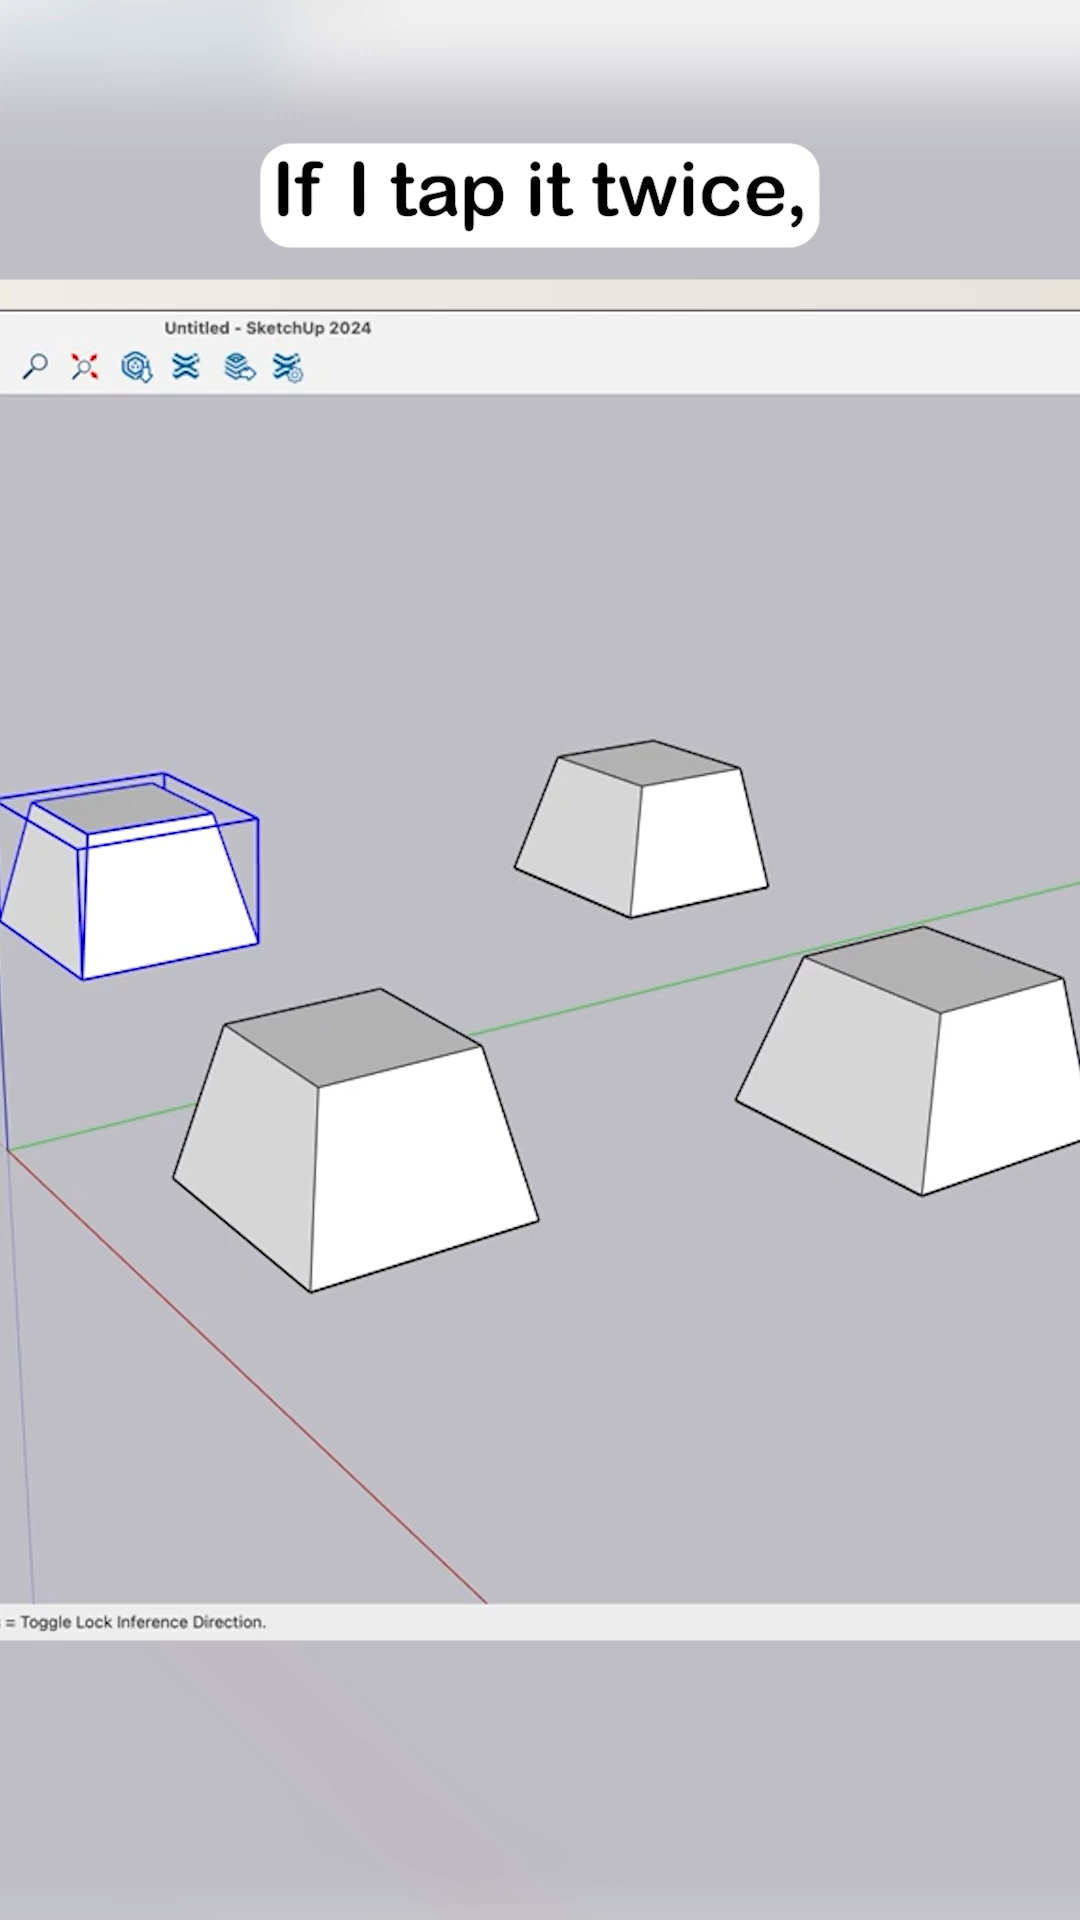 If I tap it twice,
Untitled - SketchUp 2024
= Toggle Lock Inference Direction.